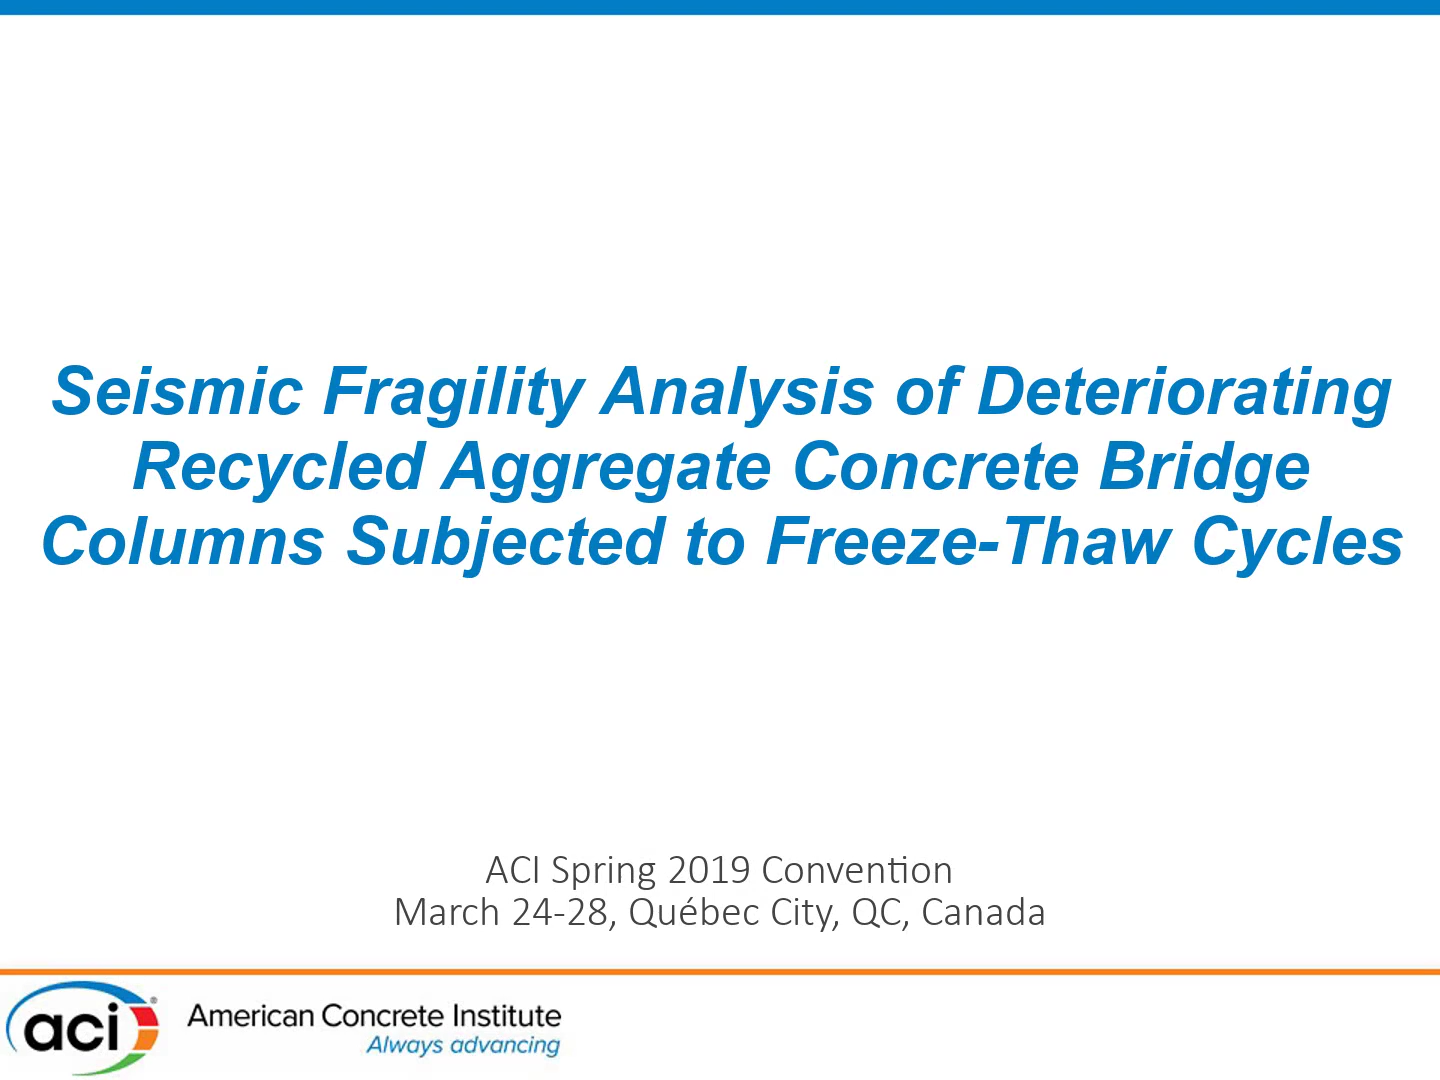 Seismic Fragility Analysis of Deteriorating
Recycled Aggregate Concrete Bridge
Columns Subjected to Freeze-Thaw Cycles
ACI Spring 2019 Convention
March 24-28, Québec City, QC, Canada
aci®
American Concrete Institute
Always advancing